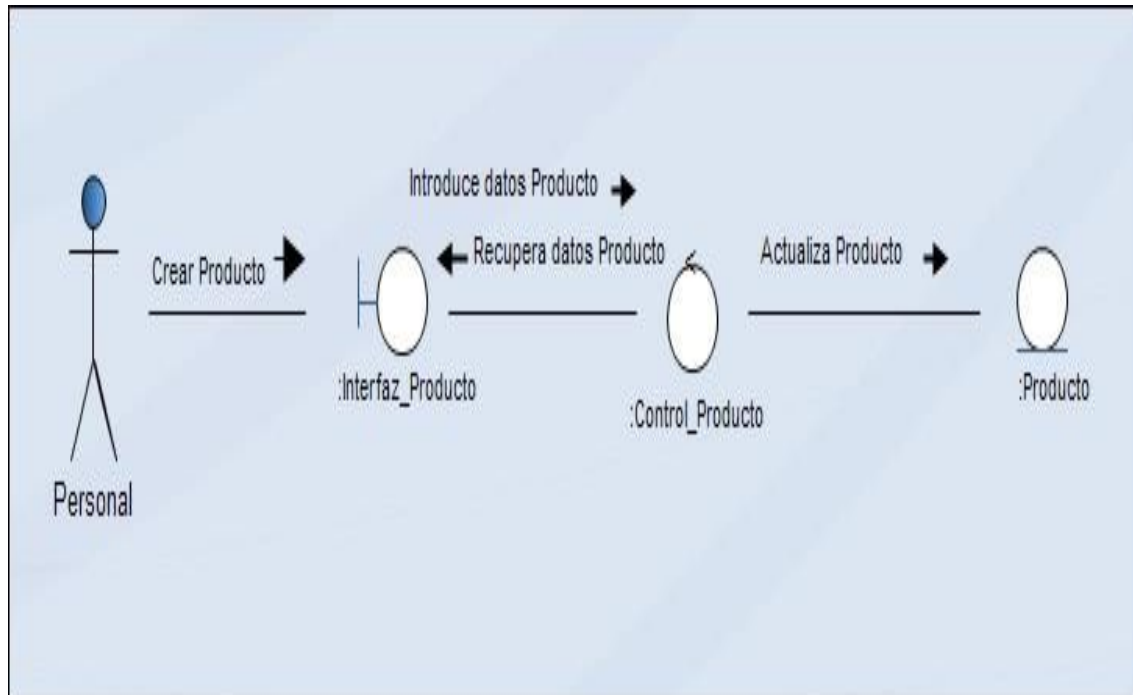 Introduce datos Producto
Crear Producto
Recupera datos Producto
Actualiza Producto
:Interfaz_Producto
:Control_Producto
:Producto
Personal